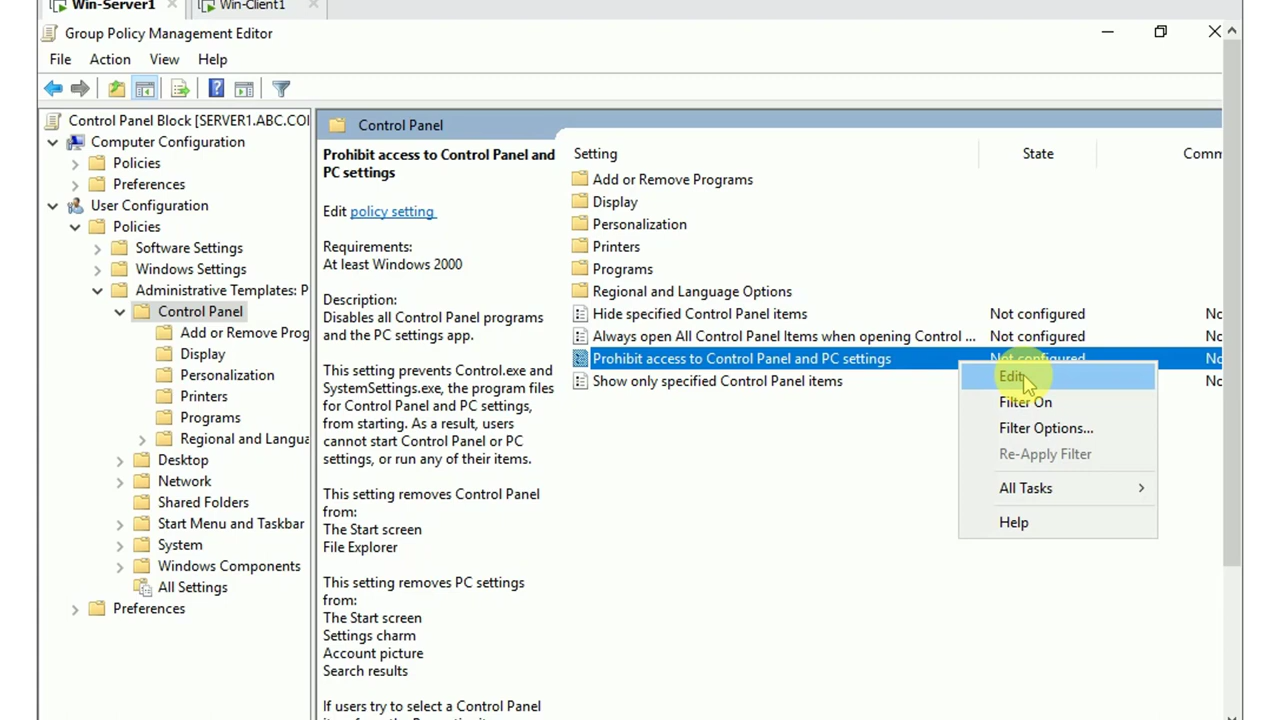 Win-Server1
Win-Client1
Group Policy Management Editor
File
Action
View
Help
Control Panel Block [SERVER1.ABC.CO
Computer Configuration
Policies
Preferences
User Configuration
Policies
Software Settings
Windows Settings
Administrative Templates: P
Control Panel
Add or Remove Prog
Display
Personalization
Printers
Programs
Regional and Langua
Desktop
Network
Shared Folders
Start Menu and Taskbar
System
Windows Components
All Settings
Preferences
Control Panel
Prohibit access to Control Panel and
PC settings
Edit policy setting
Requirements:
At least Windows 2000
Description:
Disables all Control Panel programs
and the PC settings app.
This setting prevents Control.exe and
SystemSettings.exe, the program files
for Control Panel and PC settings,
from starting. As a result, users
cannot start Control Panel or PC
settings, or run any of their items.
This setting removes Control Panel
from:
The Start screen
File Explorer
This setting removes PC settings
from:
The Start screen
Settings charm
Account picture
Search results
If users try to select a Control Panel
Setting
State
Comm
Add or Remove Programs
Display
Personalization
Printers
Programs
Regional and Language Options
Hide specified Control Panel items
Not configured
No
Always open All Control Panel Items when opening Control ...
Not configured
No
Prohibit access to Control Panel and PC settings
Not configured
No
Show only specified Control Panel items
No
Edit
Filter On
Filter Options...
Re-Apply Filter
All Tasks
Help